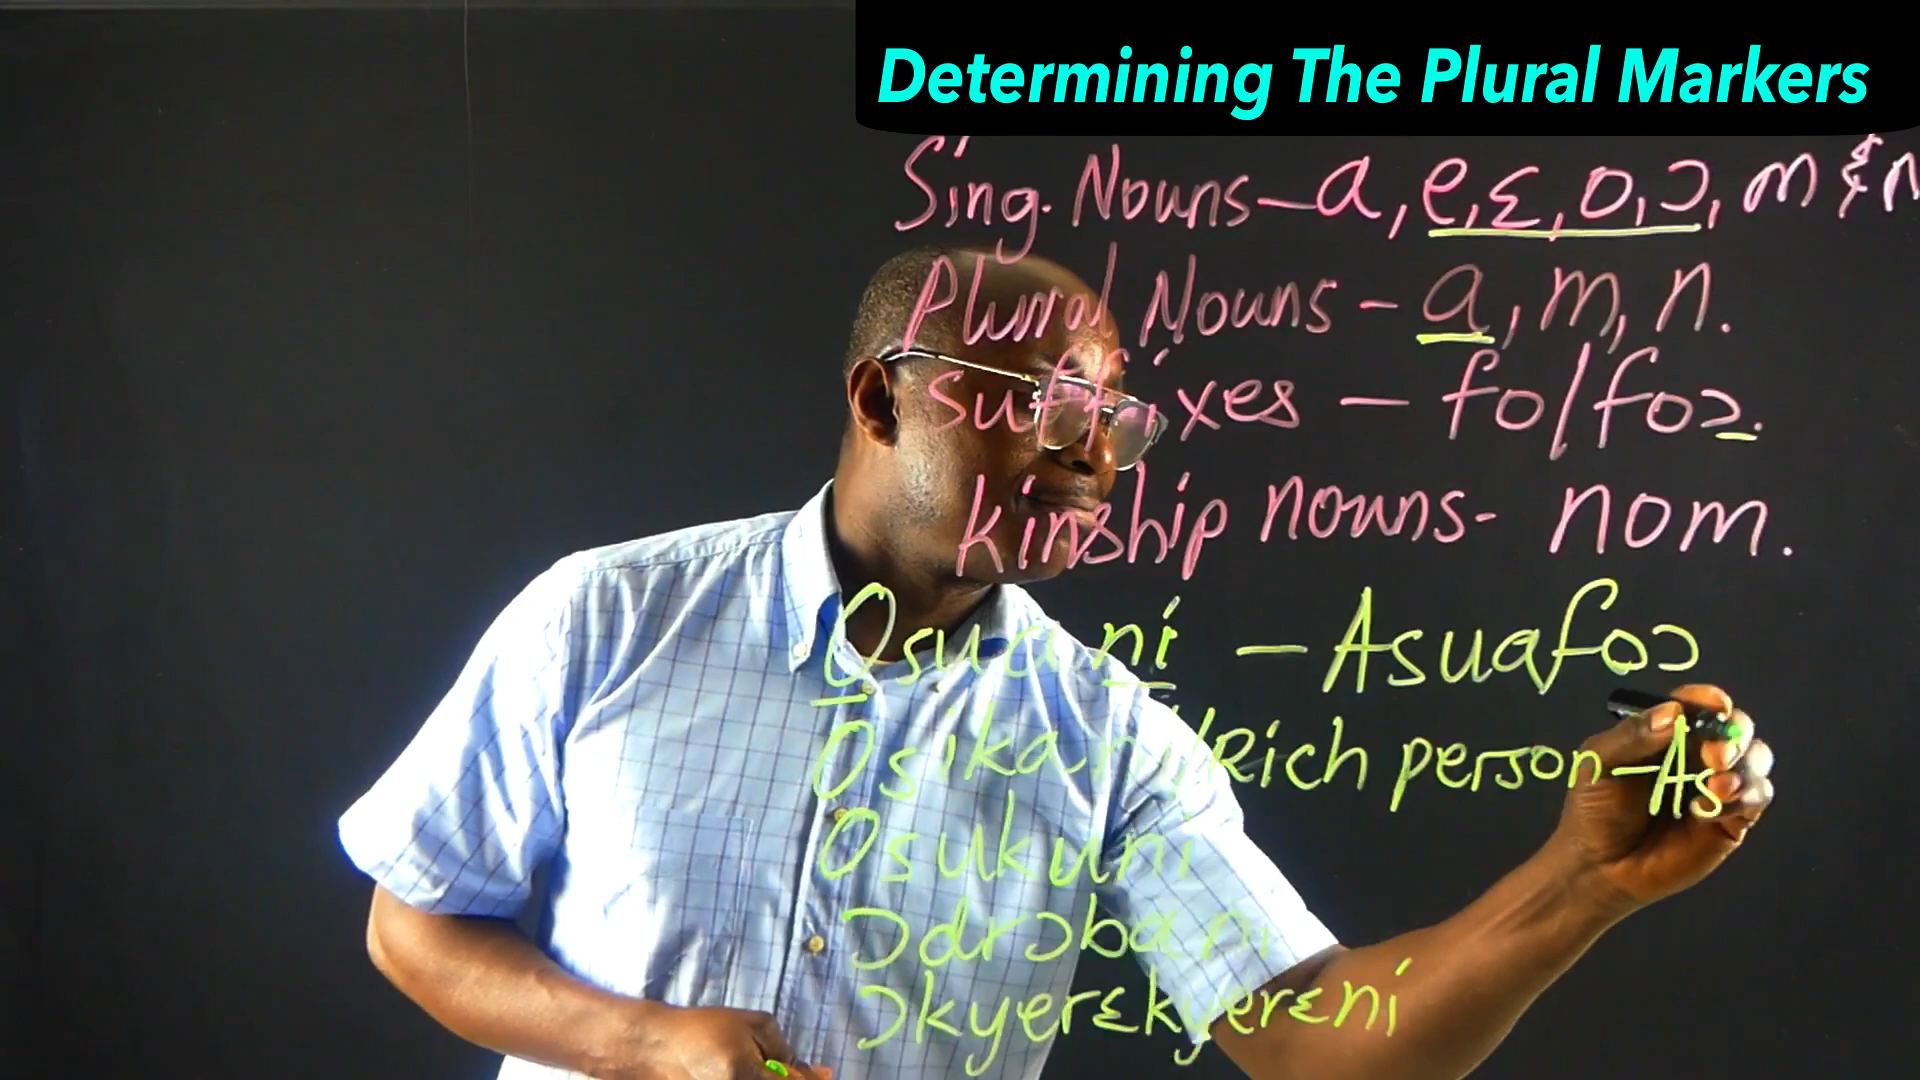 Determining The Plural Markers
Sing. Nouns - a, e, ɛ, o, ɔ, m & n
Plural Nouns - a, m, n.
Suffixes - fo/foɔ.
kinship nouns - nom.
Osuani - Asuafoɔ
Osikani/Rich person - As
Osukuni
Ɔdrɔbani
Ɔkyerɛkyerɛni